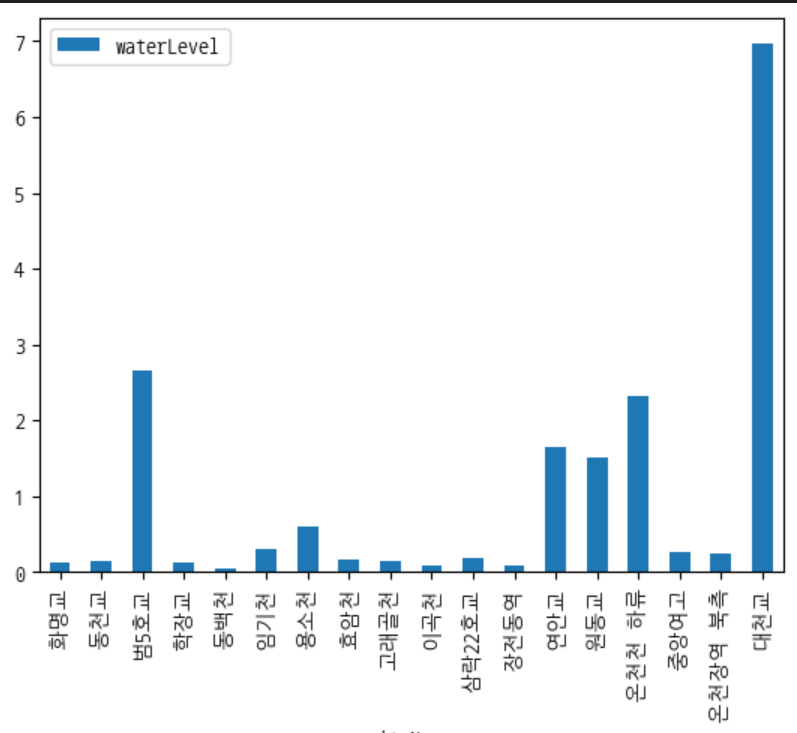 waterLevel
7
6
5
4
3
2
1
0
화명교
동천교
범5호교
학장교
동백천
임기천
용소천
효암천
고래골천
이곡천
삼락22호교
장전동역
연안교
원동교
온천천 하류
중앙여고
온천장역 북측
대천교